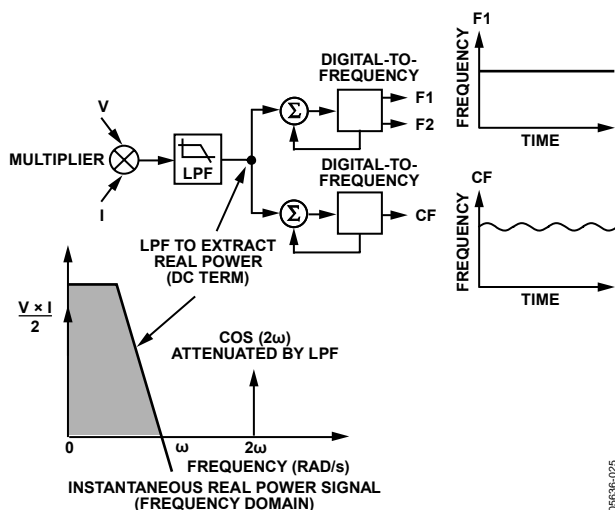 DIGITAL-TO-
FREQUENCY
F1
F2
V
MULTIPLIER
I
LPF
Σ
DIGITAL-TO-
FREQUENCY
Σ
CF
F1
FREQUENCY
TIME
CF
FREQUENCY
TIME
LPF TO EXTRACT
REAL POWER
(DC TERM)
V × I
2
COS (2ω)
ATTENUATED BY LPF
0
ω
2ω
FREQUENCY (RAD/s)
INSTANTANEOUS REAL POWER SIGNAL
(FREQUENCY DOMAIN)
05636-025